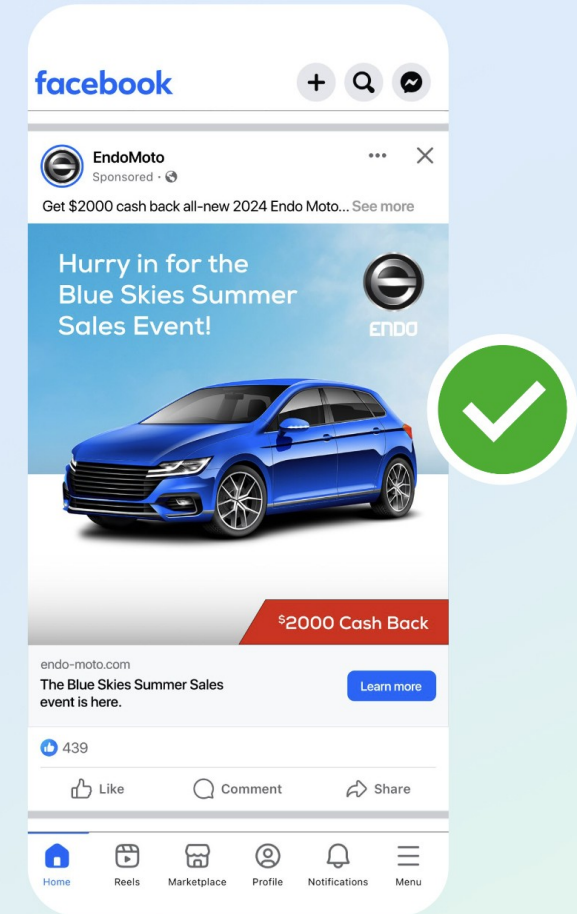 facebook
EndoMoto
Sponsored ·
Get $2000 cash back all-new 2024 Endo Moto... See more
Hurry in for the
Blue Skies Summer
Sales Event!
ENDO
$2000 Cash Back
endo-moto.com
The Blue Skies Summer Sales
event is here.
Learn more
439
Like Comment Share
Home Reels Marketplace Profile Notifications Menu